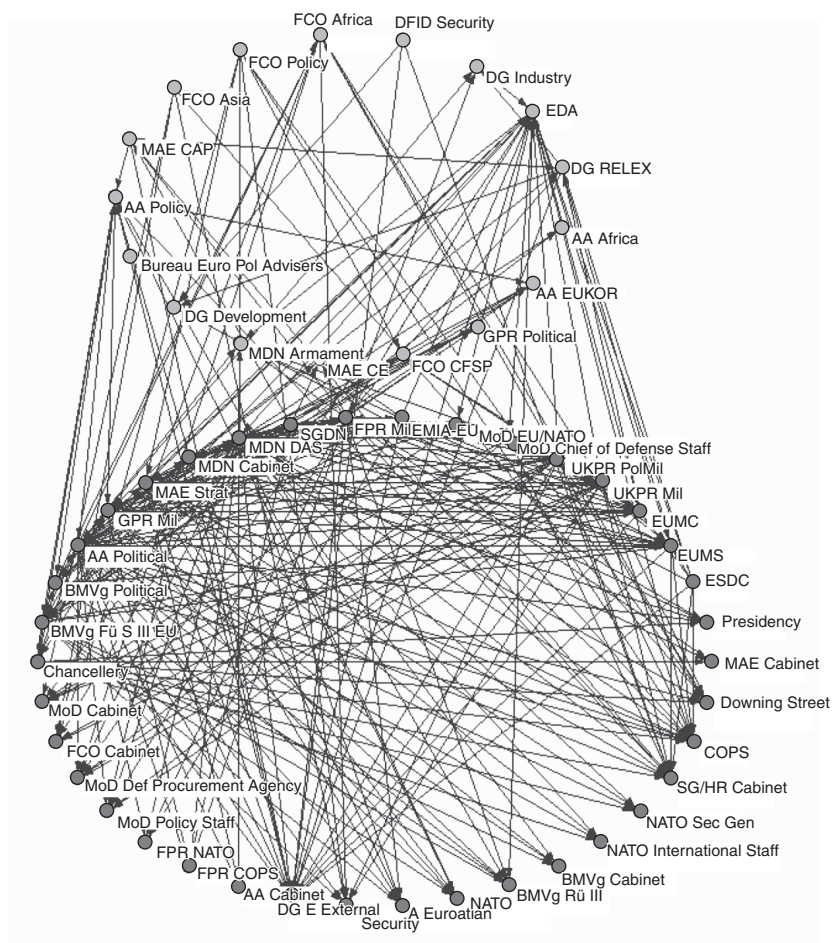 FCO Africa
DFID Security
FCO Policy
DG Industry
FCO Asia
EDA
MAE CAP
DG RELEX
AA Policy
AA Africa
Bureau Euro Pol Advisers
AA EUKOR
DG Development
GPR Political
MDN Armament
FCO CFSP
MAE CE
SGDN
FPR Mil
EMIA EU
MoD EU/NATO
MDN DAS
MoD Chief of Defense Staff
MDN Cabinet
UKPR PolMil
MAE Strat
UKPR Mil
GPR Mil
EUMC
AA Political
EUMS
BMVg Political
ESDC
BMVg Fü S III EU
Presidency
Chancellery
MAE Cabinet
MoD Cabinet
Downing Street
FCO Cabinet
COPS
MoD Def Procurement Agency
SG/HR Cabinet
MoD Policy Staff
NATO Sec Gen
FPR NATO
NATO International Staff
FPR COPS
BMVg Cabinet
AA Cabinet
BMVg Rü III
DG E External
Security
A Euroatian
NATO